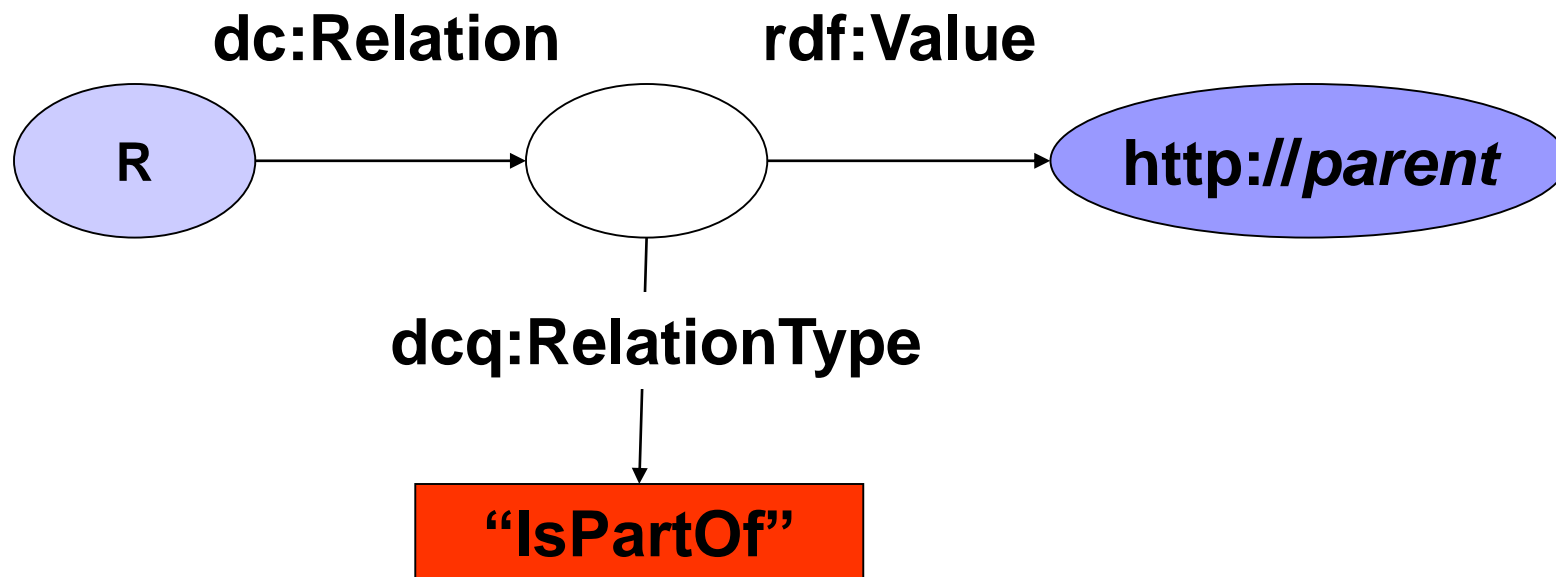 dc:Relation rdf:Value
R
http://parent
dcq:RelationType
“IsPartOf”